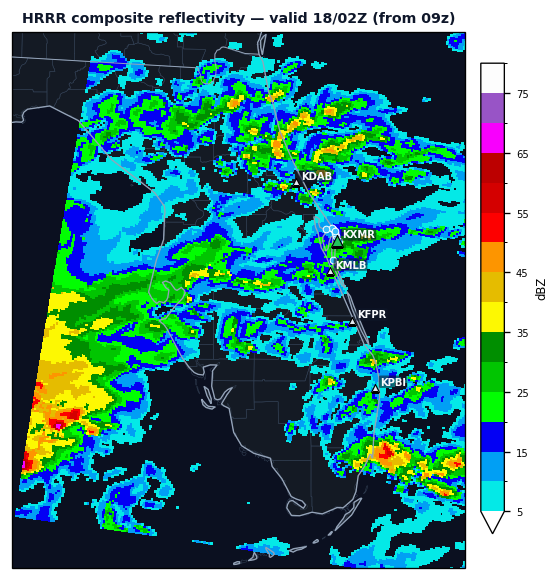 HRRR composite reflectivity — valid 18/02Z (from 09z)
75
65
55
45
35
25
15
5
dBZ
KDAB
KXMR
KMLB
KFPR
KPBI